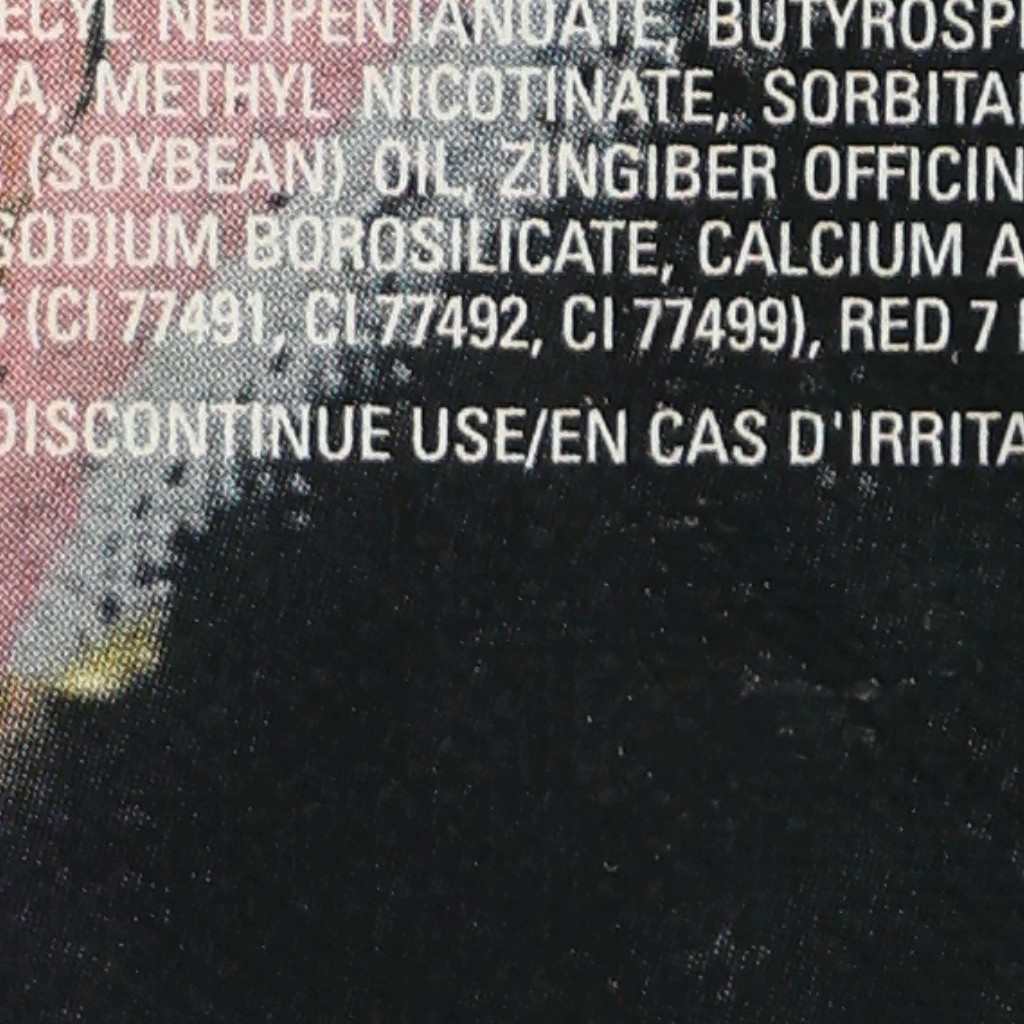 ECYL NEOPENTANOATE, BUTYROSP
A, METHYL NICOTINATE, SORBITA
(SOYBEAN) OIL, ZINGIBER OFFICIN
SODIUM BOROSILICATE, CALCIUM A
S (CI 77491, CI 77492, CI 77499), RED 7
DISCONTINUE USE/EN CAS D'IRRITA